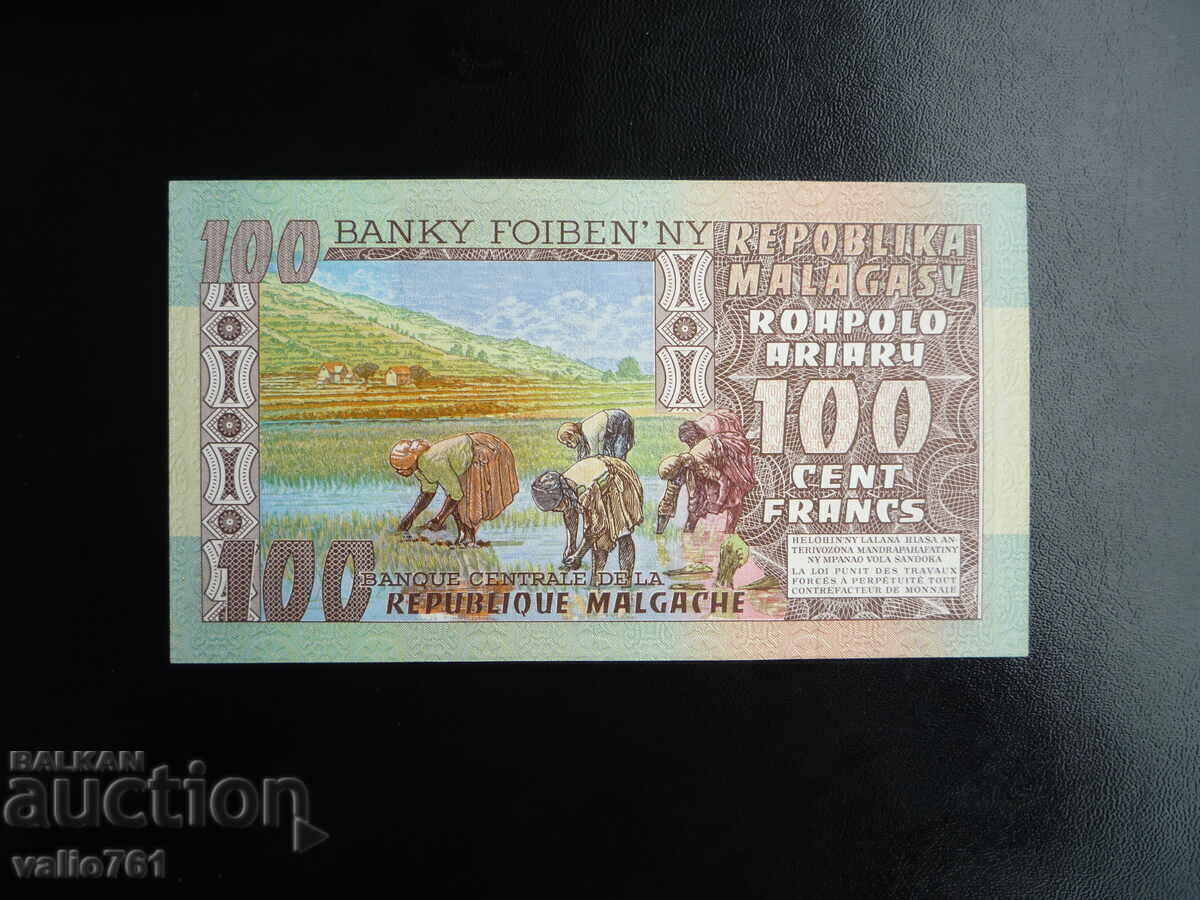 100
BANKY FOIBEN'NY
REPOBLIKA
MALAGASY
ROAPOLO
ARIARY
100
CENT
FRANCS
HELOHIN'NY LALANA HIASA AN-
TERIVOZONA MANDRAPAHAFATINY
NY MPANAO VOLA SANDOKA
LA LOI PUNIT DES TRAVAUX
FORCÉS À PERPÉTUITÉ TOUT
CONTREFACTEUR DE MONNAIE
100
BANQUE CENTRALE DE LA
REPUBLIQUE MALGACHE
BALKAN
auction
valio761